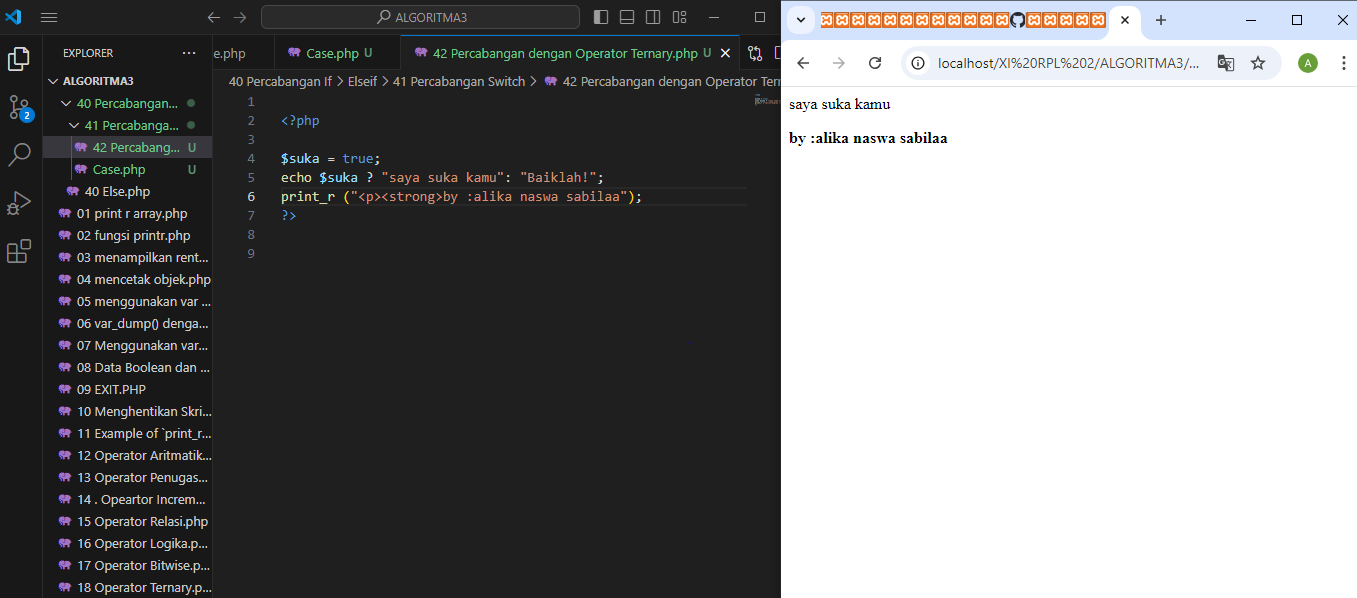 ALGORITMA3
EXPLORER
ALGORITMA3
40 Percabangan...
41 Percabanga...
42 Percabang... U
Case.php U
40 Else.php
01 print r array.php
02 fungsi printr.php
03 menampilkan rent...
04 mencetak objek.php
05 menggunakan var ...
06 var_dump() denga...
07 Menggunakan var...
08 Data Boolean dan ...
09 EXIT.PHP
10 Menghentikan Skri...
11 Example of `print_r...
12 Operator Aritmatik...
13 Operator Penugas...
14 . Opeartor Increm...
15 Operator Relasi.php
16 Operator Logika.p...
17 Operator Bitwise.p...
18 Operator Ternary.p...
2
e.php
Case.php U
42 Percabangan dengan Operator Ternary.php U
40 Percabangan If > Elseif > 41 Percabangan Switch > 42 Percabangan dengan Operator Tern
1
2 <?php
3
4 $suka = true;
5 echo $suka ? "saya suka kamu": "Baiklah!";
6 print_r ("<p><strong>by :alika naswa sabilaa");
7 ?>
8
9
localhost/XI%20RPL%202/ALGORITMA3/...
A
saya suka kamu
by :alika naswa sabilaa